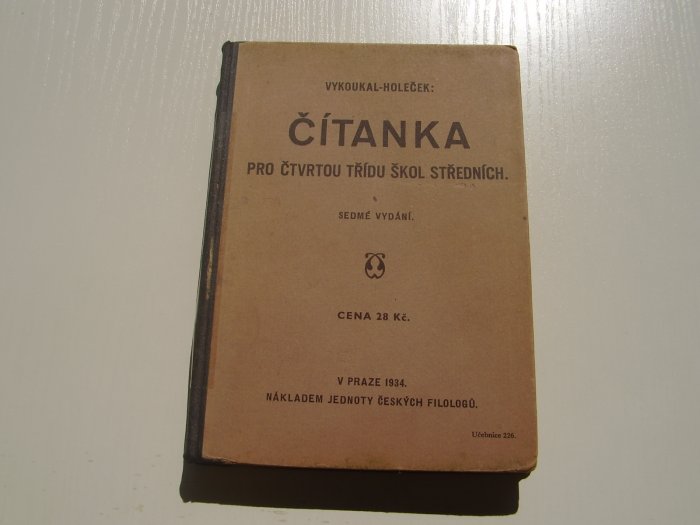 VYKOUKAL-HOLEČEK:
ČÍTANKA
PRO ČTVRTOU TŘÍDU ŠKOL STŘEDNÍCH.
SEDMÉ VYDÁNÍ.
CENA 28 Kč.
V PRAZE 1934.
NÁKLADEM JEDNOTY ČESKÝCH FILOLOGŮ.
Učebnice 226.